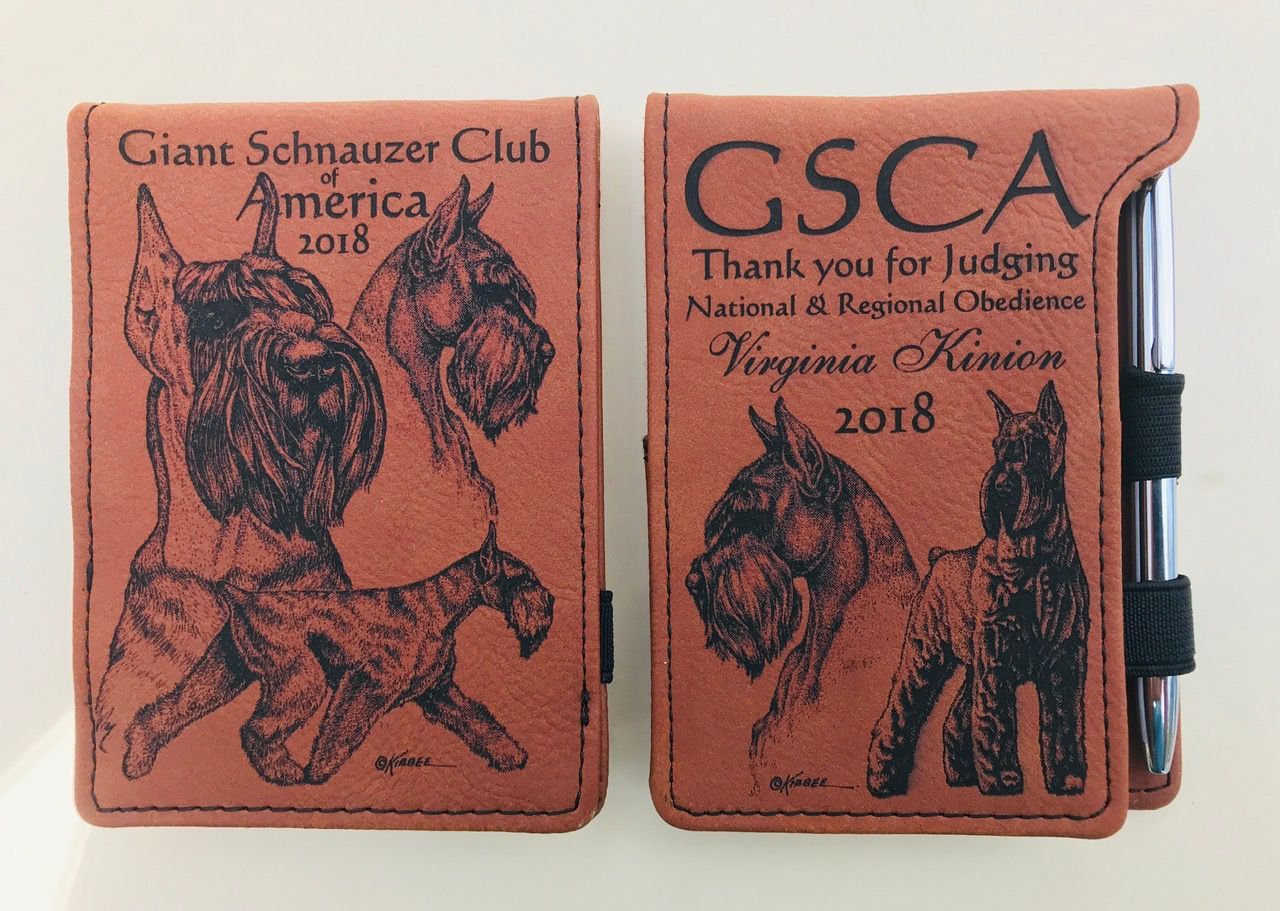 Giant Schnauzer Club
of
America
2018
©KIBBEE
GSCA
Thank you for Judging
National & Regional Obedience
Virginia Kinion
2018
©KIBBEE